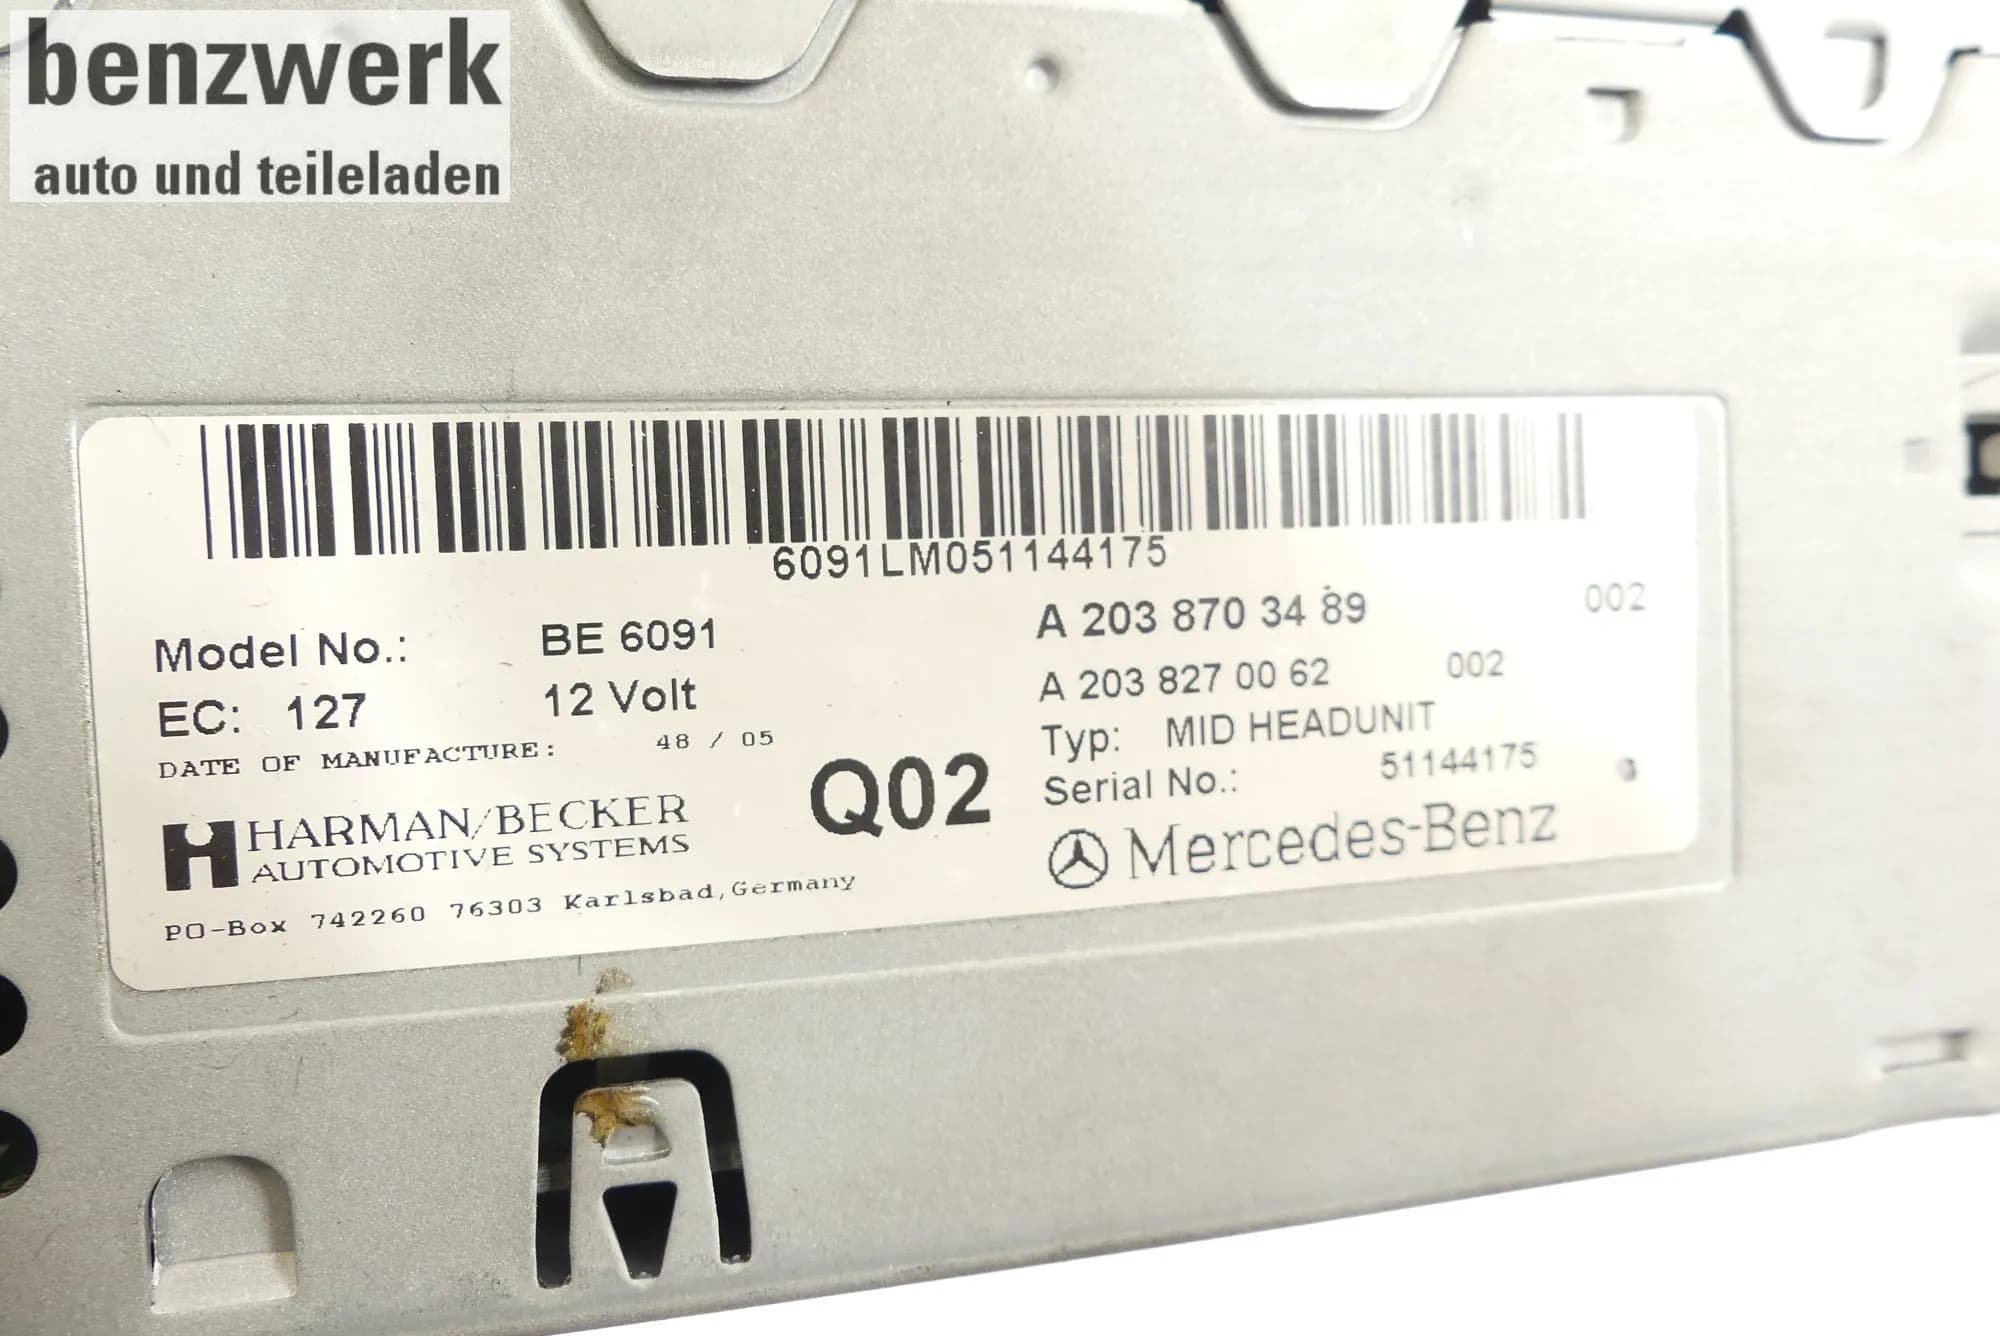 benzwerk
auto und teileladen
6091LM051144175
Model No.: BE 6091
EC: 127 12 Volt
DATE OF MANUFACTURE: 48 / 05
HARMAN/BECKER
AUTOMOTIVE SYSTEMS
PO-Box 742260 76303 Karlsbad,Germany
Q02
A 203 870 34 89 002
A 203 827 00 62 002
Typ: MID HEADUNIT
Serial No.: 51144175
Mercedes-Benz